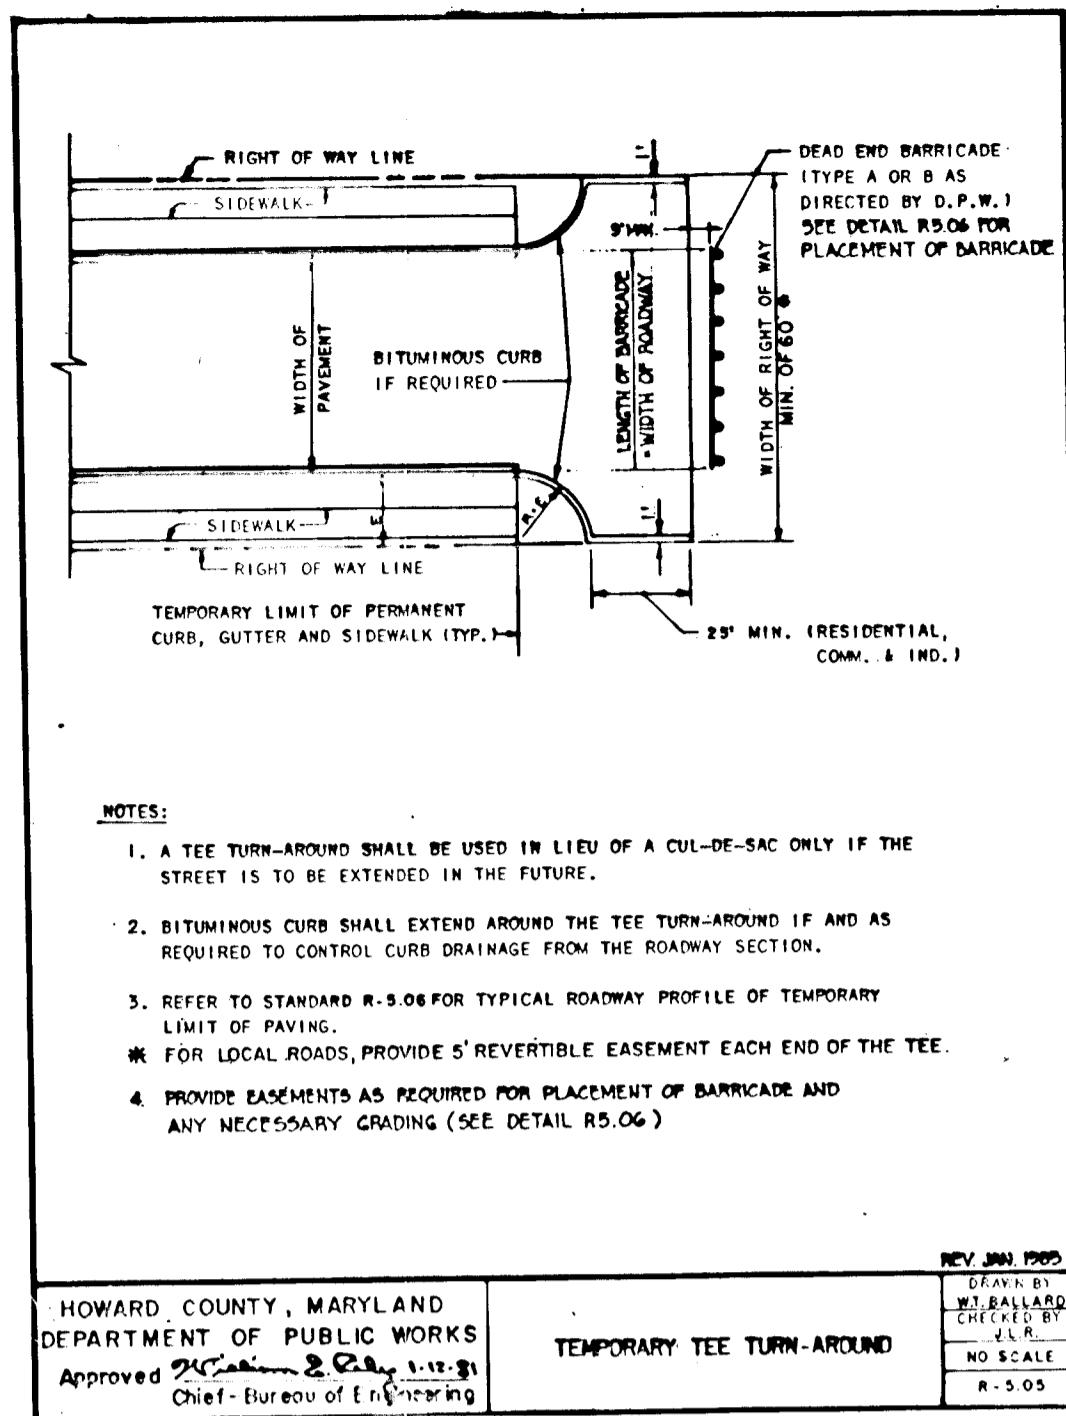 RIGHT OF WAY LINE
SIDEWALK
1'
DEAD END BARRICADE
(TYPE A OR B AS
DIRECTED BY D.P.W.)
SEE DETAIL R5.06 FOR
PLACEMENT OF BARRICADE
MAX.
WIDTH OF
PAVEMENT
BITUMINOUS CURB
IF REQUIRED
LENGTH OF BARRICADE
= WIDTH OF ROADWAY
WIDTH OF RIGHT OF WAY
MIN. OF 60' *
SIDEWALK
E
R=E
1'
RIGHT OF WAY LINE
TEMPORARY LIMIT OF PERMANENT
CURB, GUTTER AND SIDEWALK (TYP.)
25' MIN. (RESIDENTIAL,
COMM. & IND.)
NOTES:
1. A TEE TURN-AROUND SHALL BE USED IN LIEU OF A CUL-DE-SAC ONLY IF THE
STREET IS TO BE EXTENDED IN THE FUTURE.
2. BITUMINOUS CURB SHALL EXTEND AROUND THE TEE TURN-AROUND IF AND AS
REQUIRED TO CONTROL CURB DRAINAGE FROM THE ROADWAY SECTION.
3. REFER TO STANDARD R-5.06 FOR TYPICAL ROADWAY PROFILE OF TEMPORARY
LIMIT OF PAVING.
* FOR LOCAL ROADS, PROVIDE 5' REVERTIBLE EASEMENT EACH END OF THE TEE.
4. PROVIDE EASEMENTS AS REQUIRED FOR PLACEMENT OF BARRICADE AND
ANY NECESSARY GRADING (SEE DETAIL R5.06)
REV. JAN.
HOWARD COUNTY, MARYLAND
DEPARTMENT OF PUBLIC WORKS
Approved William E. Riley 1-12-81
Chief - Bureau of Engineering
TEMPORARY TEE TURN-AROUND
DRAWN BY
W.T. BALLARD
CHECKED BY
J.L.R.
NO SCALE
R - 5.05